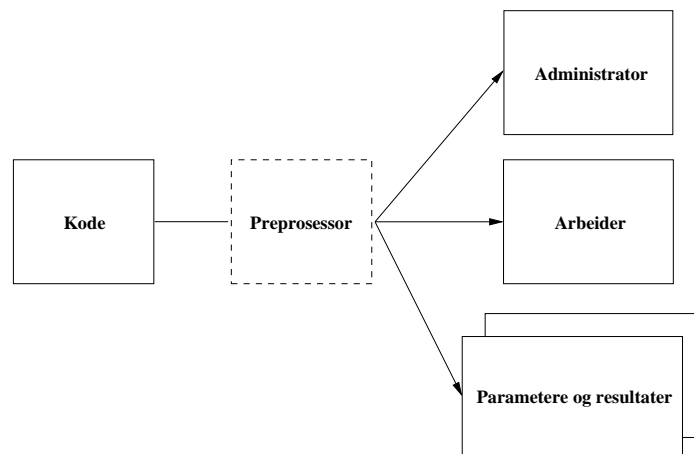 Administrator
Kode
Preprosessor
Arbeider
Parametere og resultater